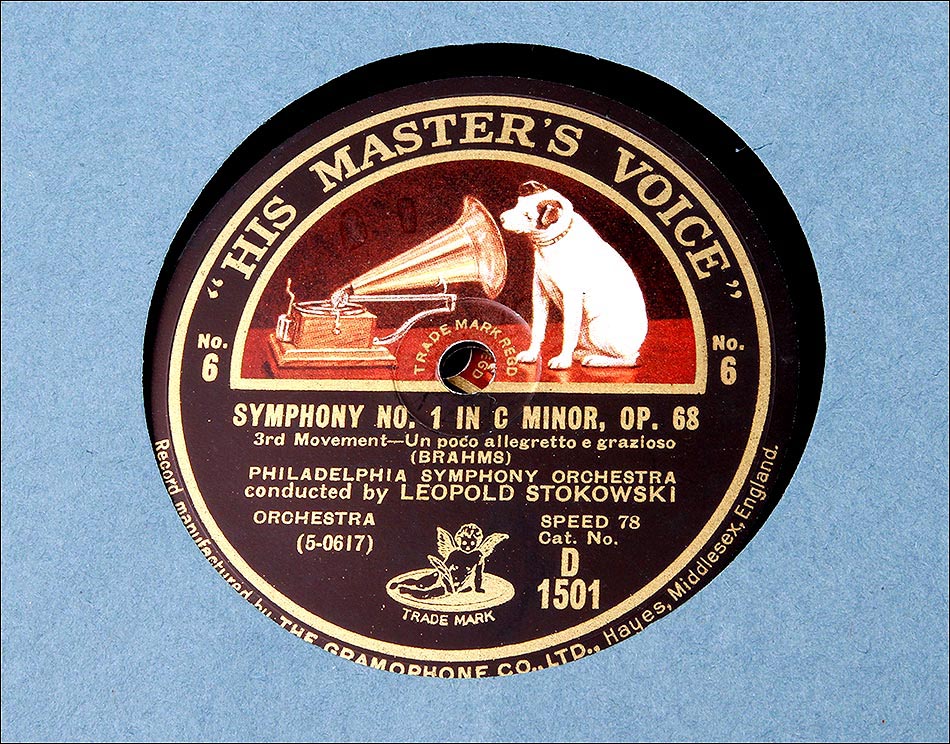 "HIS MASTER'S VOICE"
TRADE MARK REGD
No. 6
No. 6
SYMPHONY NO. 1 IN C MINOR, OP. 68
3rd Movement—Un poco allegretto e grazioso
(BRAHMS)
PHILADELPHIA SYMPHONY ORCHESTRA
conducted by LEOPOLD STOKOWSKI
ORCHESTRA
(5-0617)
SPEED 78
Cat. No.
D
1501
TRADE MARK
Record manufactured by THE GRAMOPHONE CO., LTD., Hayes, Middlesex, England.